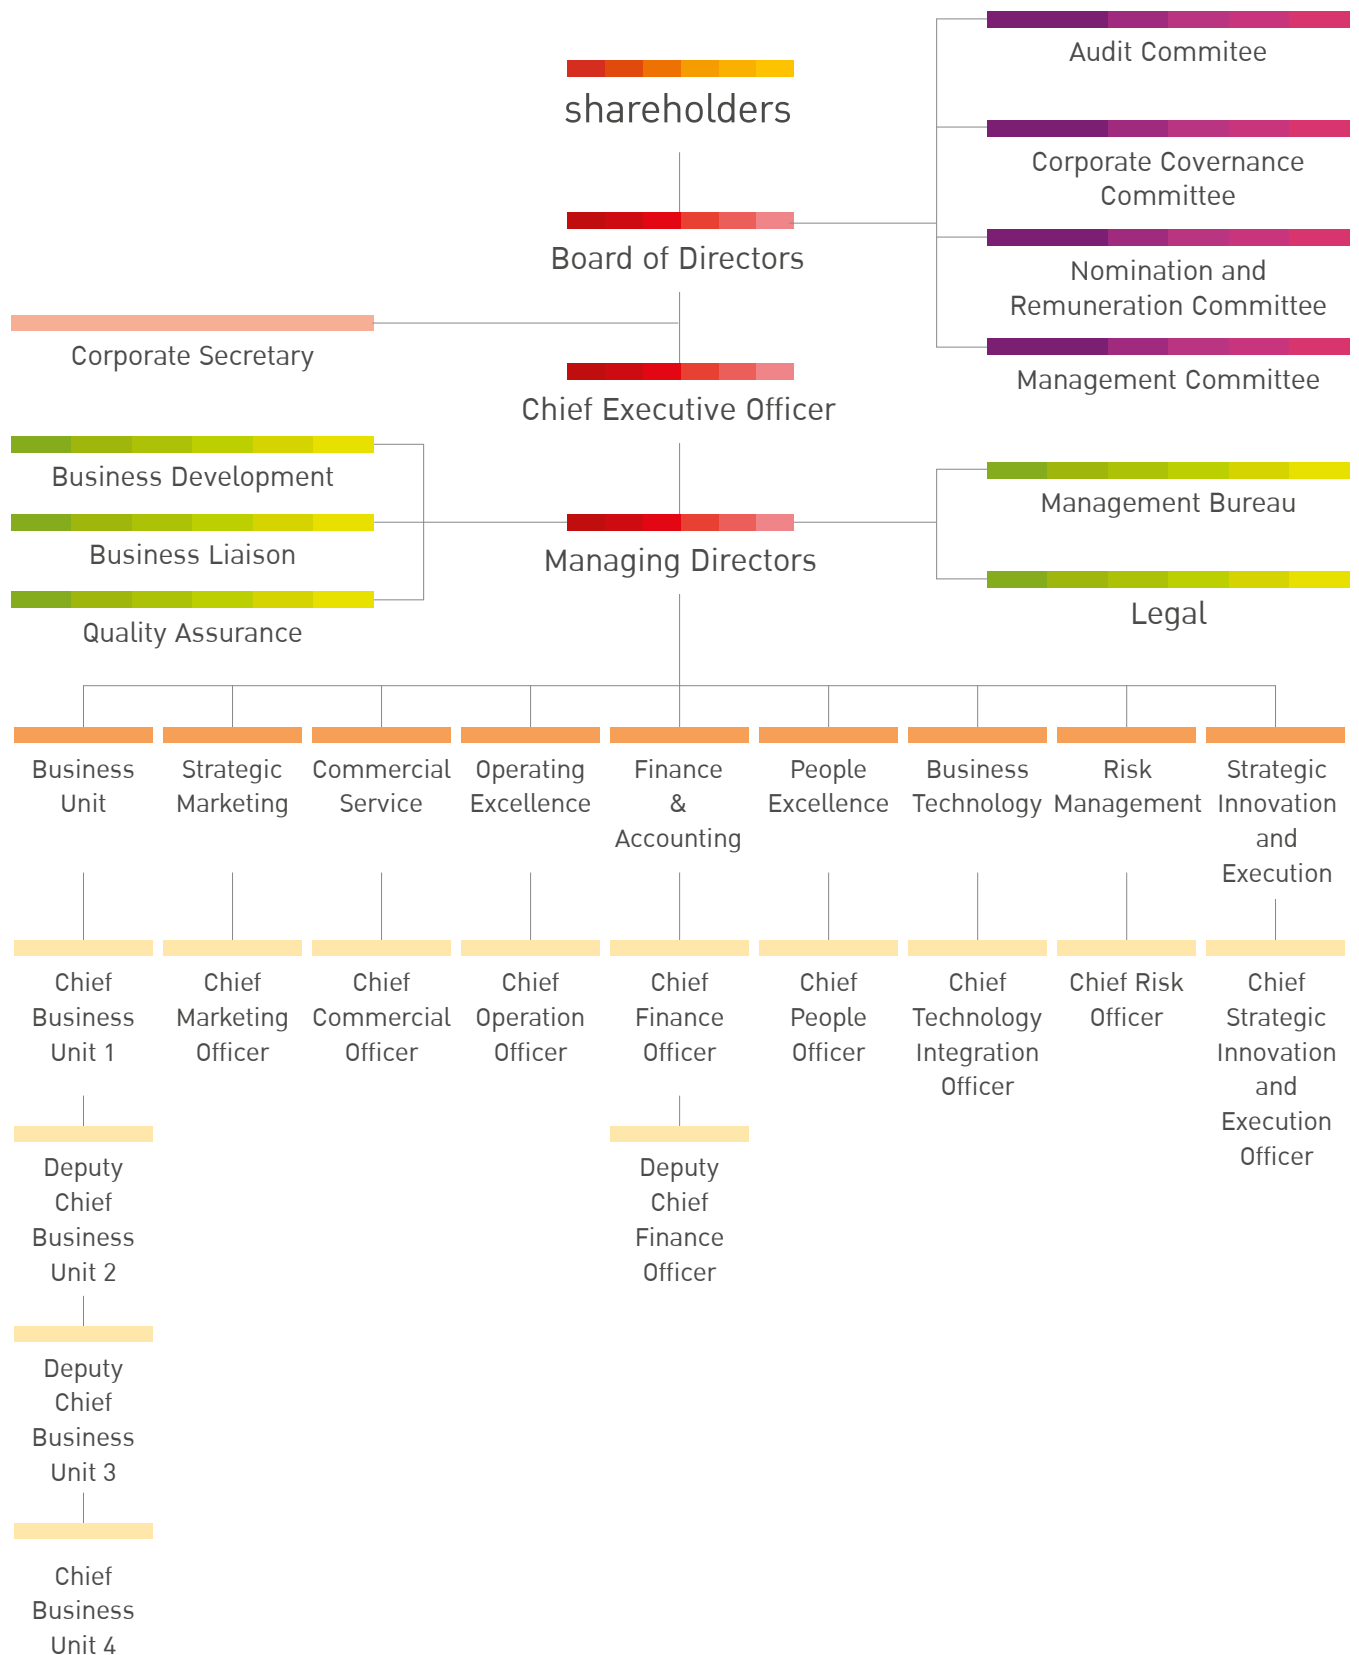 shareholders
Audit Commitee
Corporate Covernance
Committee
Board of Directors
Nomination and
Remuneration Committee
Corporate Secretary
Management Committee
Chief Executive Officer
Business Development
Management Bureau
Business Liaison
Managing Directors
Quality Assurance
Legal
Business
Unit
Strategic
Marketing
Commercial
Service
Operating
Excellence
Finance
&
Accounting
People
Excellence
Business
Technology
Risk
Management
Strategic
Innovation
and
Execution
Chief
Business
Unit 1
Chief
Marketing
Officer
Chief
Commercial
Officer
Chief
Operation
Officer
Chief
Finance
Officer
Chief
People
Officer
Chief
Technology
Integration
Officer
Chief Risk
Officer
Chief
Strategic
Innovation
and
Execution
Officer
Deputy
Chief
Business
Unit 2
Deputy
Chief
Finance
Officer
Deputy
Chief
Business
Unit 3
Chief
Business
Unit 4